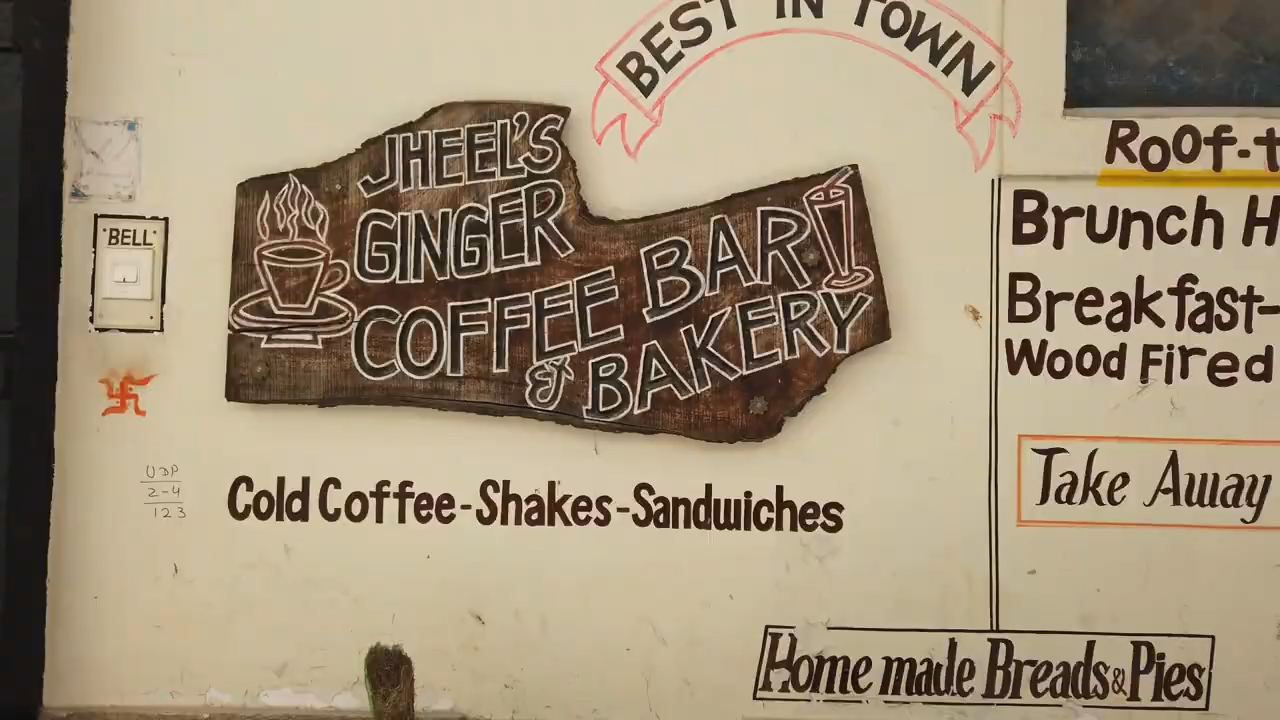 BEST IN TOWN
JHEEL'S
GINGER
COFFEE BAR
& BAKERY
BELL
UDP
2-4
123
Cold Coffee-Shakes-Sandwiches
Roof-t
Brunch H
Breakfast-
Wood Fired
Take Away
Home made Breads & Pies